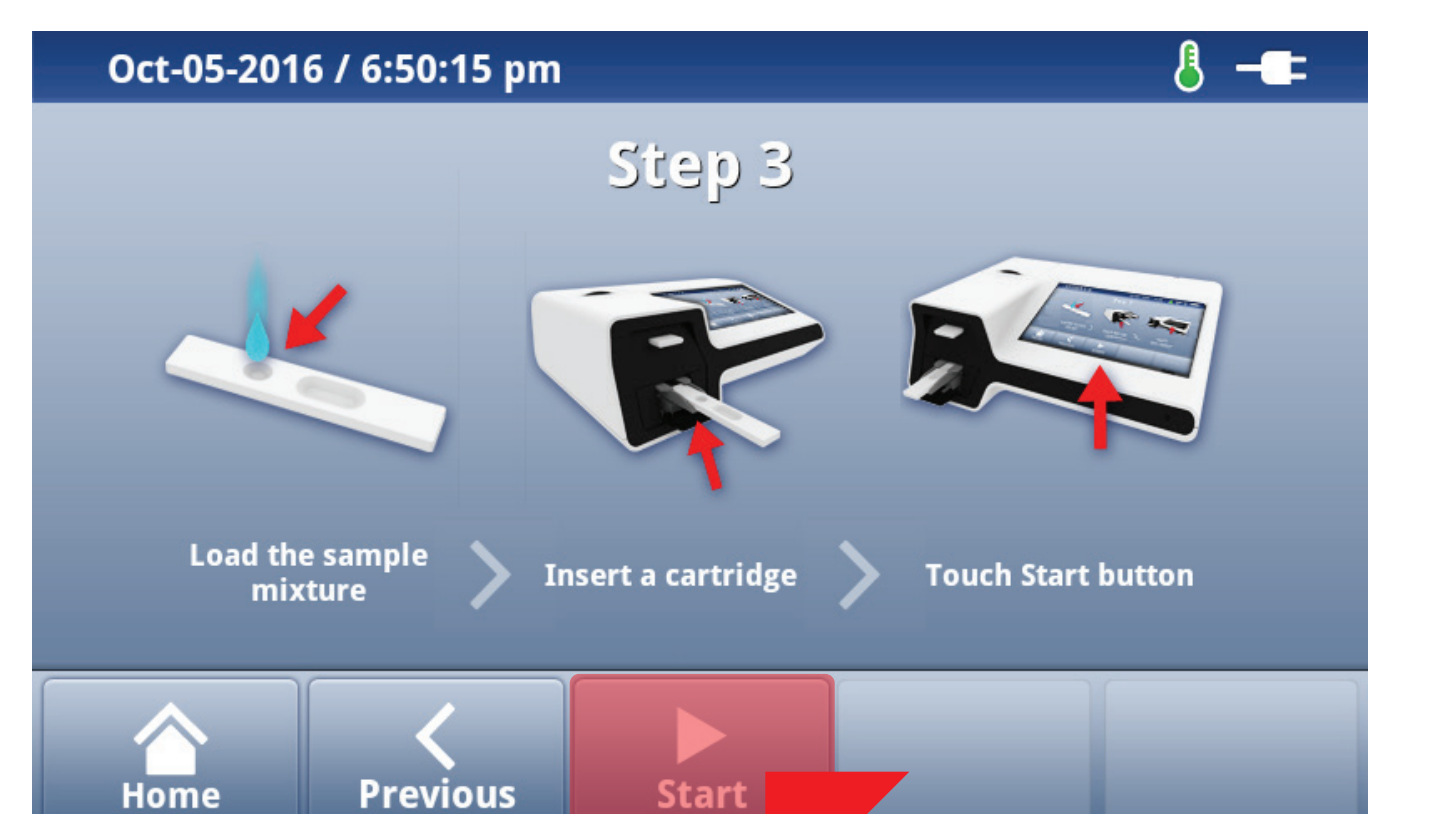 Oct-05-2016 / 6:50:15 pm
Step 3
Load the sample
mixture
Insert a cartridge
Touch Start button
Home
Previous
Start